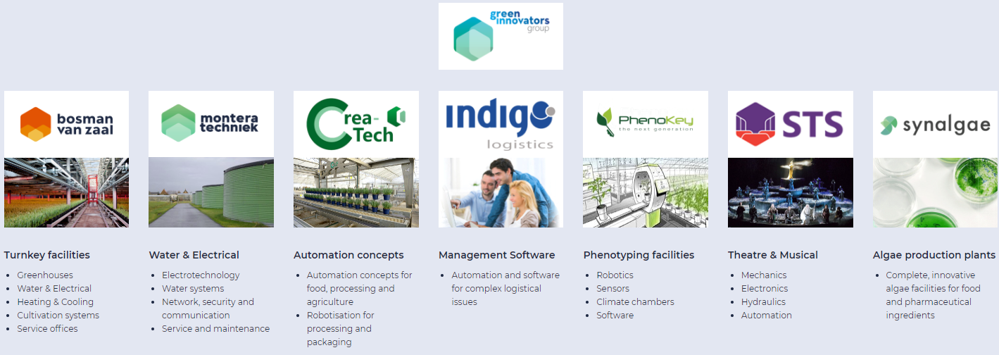 green
innovators
group
bosman
van zaal
montera
techniek
Crea-
Tech
indigo
logistics
PhenoKey
the next generation
STS
synalgae
Turnkey facilities
• Greenhouses
• Water & Electrical
• Heating & Cooling
• Cultivation systems
• Service offices
Water & Electrical
• Electrotechnology
• Water systems
• Network, security and
communication
• Service and maintenance
Automation concepts
• Automation concepts for
food, processing and
agriculture
• Robotisation for
processing and
packaging
Management Software
• Automation and software
for complex logistical
issues
Phenotyping facilities
• Robotics
• Sensors
• Climate chambers
• Software
Theatre & Musical
• Mechanics
• Electronics
• Hydraulics
• Automation
Algae production plants
• Complete, innovative
algae facilities for food
and pharmaceutical
ingredients